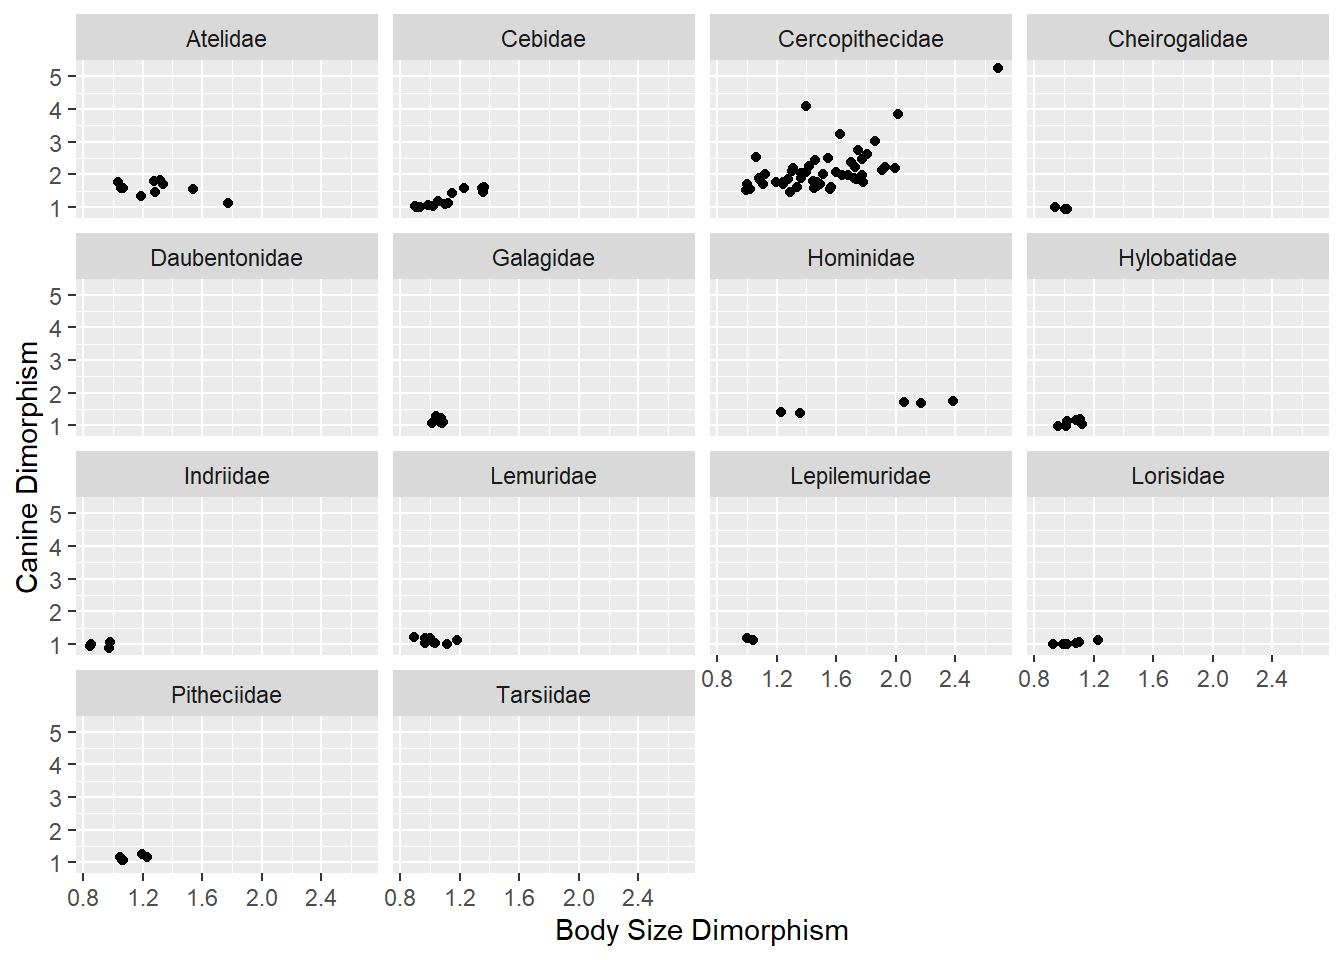 Atelidae Cebidae Cercopithecidae Cheirogalidae
5
4
3
2
1
Daubentonidae Galagidae Hominidae Hylobatidae
5
4
3
2
1
Canine Dimorphism
Indriidae Lemuridae Lepilemuridae Lorisidae
5
4
3
2
1
0.8 1.2 1.6 2.0 2.4 0.8 1.2 1.6 2.0 2.4
Pitheciidae Tarsiidae
5
4
3
2
1
0.8 1.2 1.6 2.0 2.4 0.8 1.2 1.6 2.0 2.4
Body Size Dimorphism